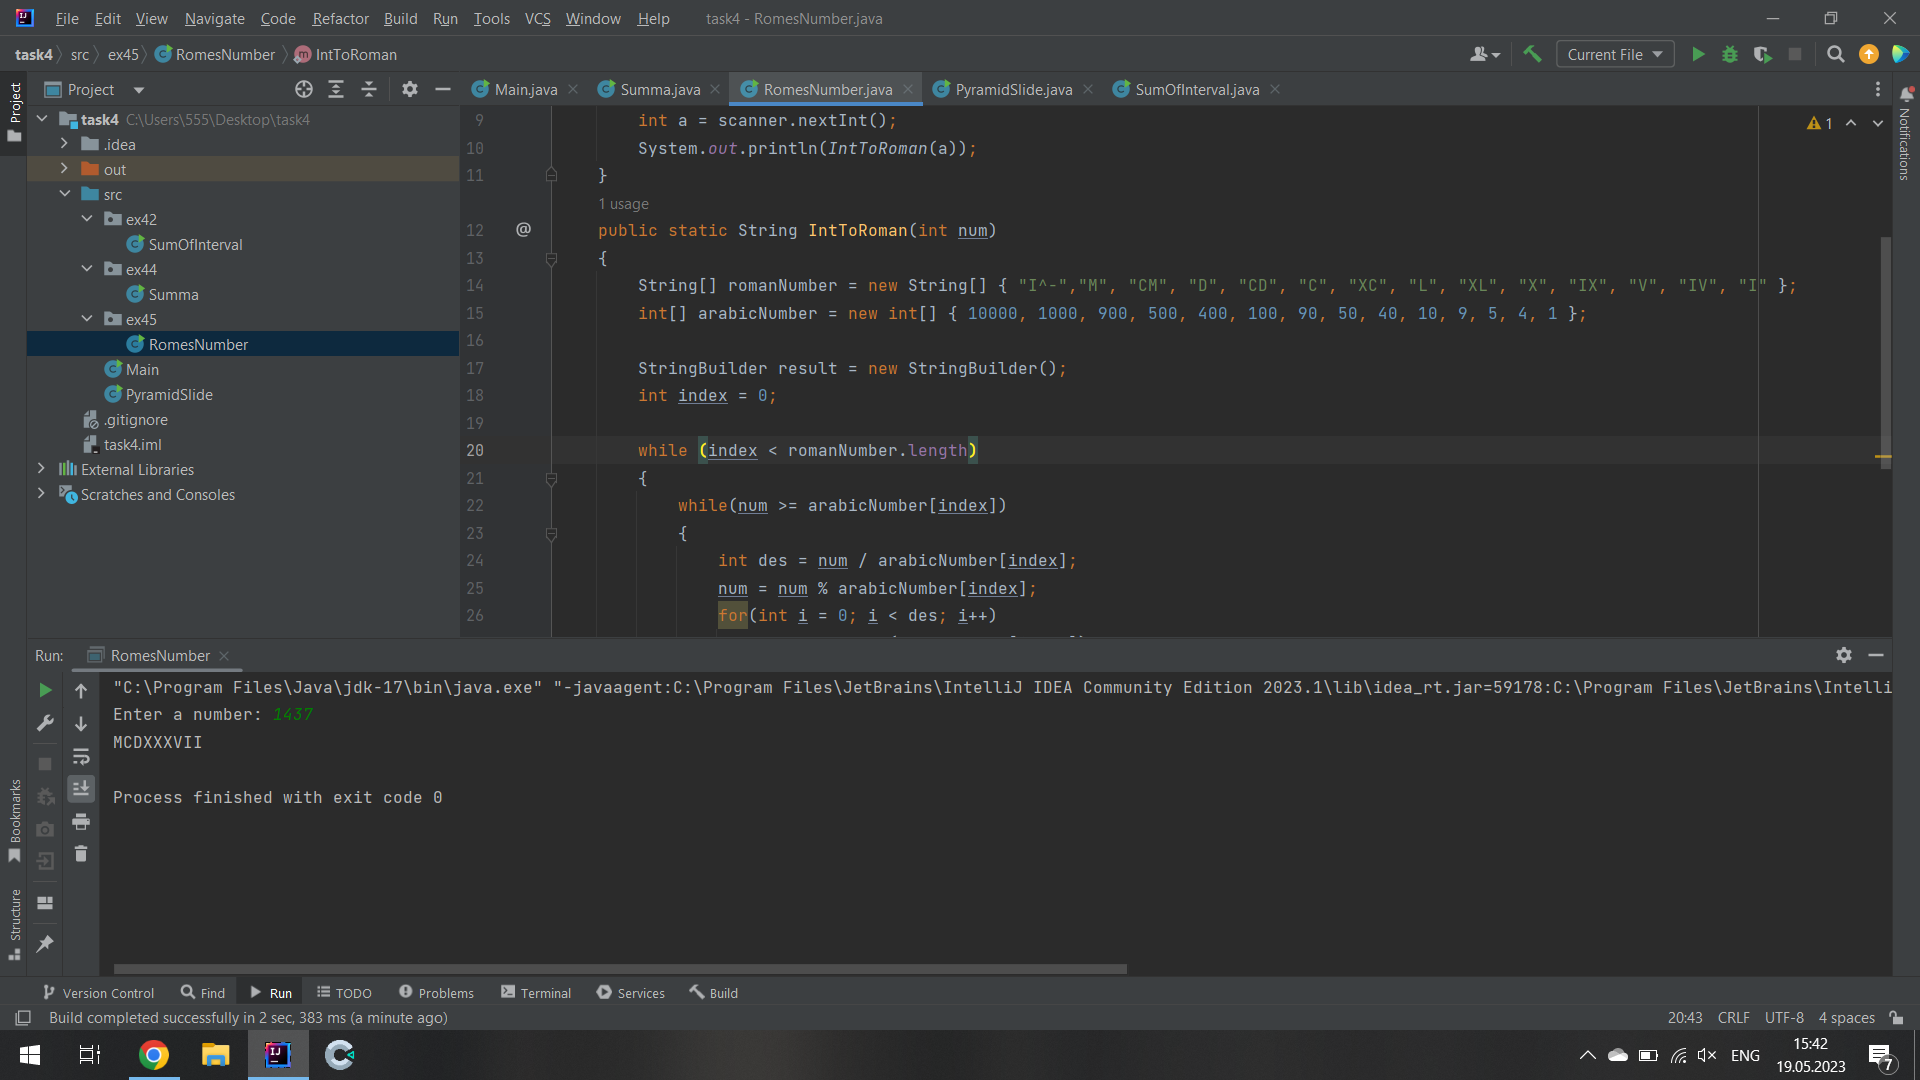 File Edit View Navigate Code Refactor Build Run Tools VCS Window Help task4 - RomesNumber.java
task4 src ex45 RomesNumber IntToRoman Current File
Project
Project
Main.java Summa.java RomesNumber.java PyramidSlide.java SumOfInterval.java
Notifications
task4 C:\Users\555\Desktop\task4
.idea
out
src
ex42
SumOfInterval
ex44
Summa
ex45
RomesNumber
Main
PyramidSlide
.gitignore
task4.iml
External Libraries
Scratches and Consoles
1
9 int a = scanner.nextInt();
10 System.out.println(IntToRoman(a));
11 }
1 usage
12 @ public static String IntToRoman(int num)
13 {
14 String[] romanNumber = new String[] { "I^-","M", "CM", "D", "CD", "C", "XC", "L", "XL", "X", "IX", "V", "IV", "I" };
15 int[] arabicNumber = new int[] { 10000, 1000, 900, 500, 400, 100, 90, 50, 40, 10, 9, 5, 4, 1 };
16
17 StringBuilder result = new StringBuilder();
18 int index = 0;
19
20 while (index < romanNumber.length)
21 {
22 while(num >= arabicNumber[index])
23 {
24 int des = num / arabicNumber[index];
25 num = num % arabicNumber[index];
26 for(int i = 0; i < des; i++)
Run: RomesNumber
"C:\Program Files\Java\jdk-17\bin\java.exe" "-javaagent:C:\Program Files\JetBrains\IntelliJ IDEA Community Edition 2023.1\lib\idea_rt.jar=59178:C:\Program Files\JetBrains\Intelli
Enter a number: 1437
MCDXXXVII
Process finished with exit code 0
Bookmarks
Structure
Version Control Find Run TODO Problems Terminal Services Build
Build completed successfully in 2 sec, 383 ms (a minute ago) 20:43 CRLF UTF-8 4 spaces
ENG
15:42
19.05.2023
7